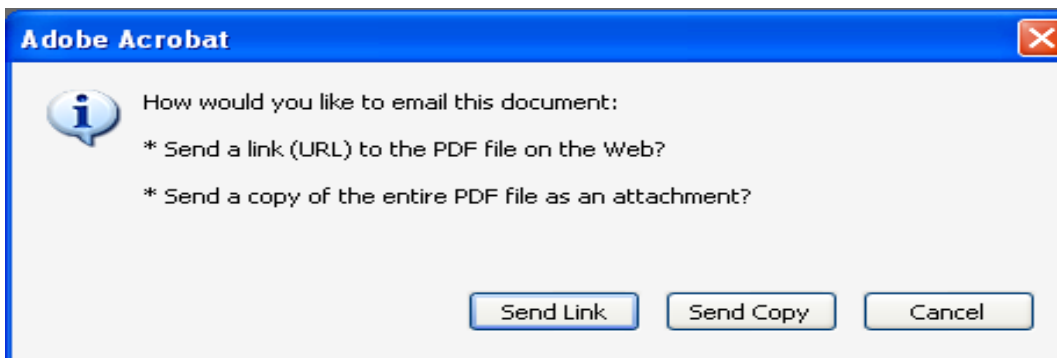 Adobe Acrobat
How would you like to email this document:
* Send a link (URL) to the PDF file on the Web?
* Send a copy of the entire PDF file as an attachment?
Send Link Send Copy Cancel